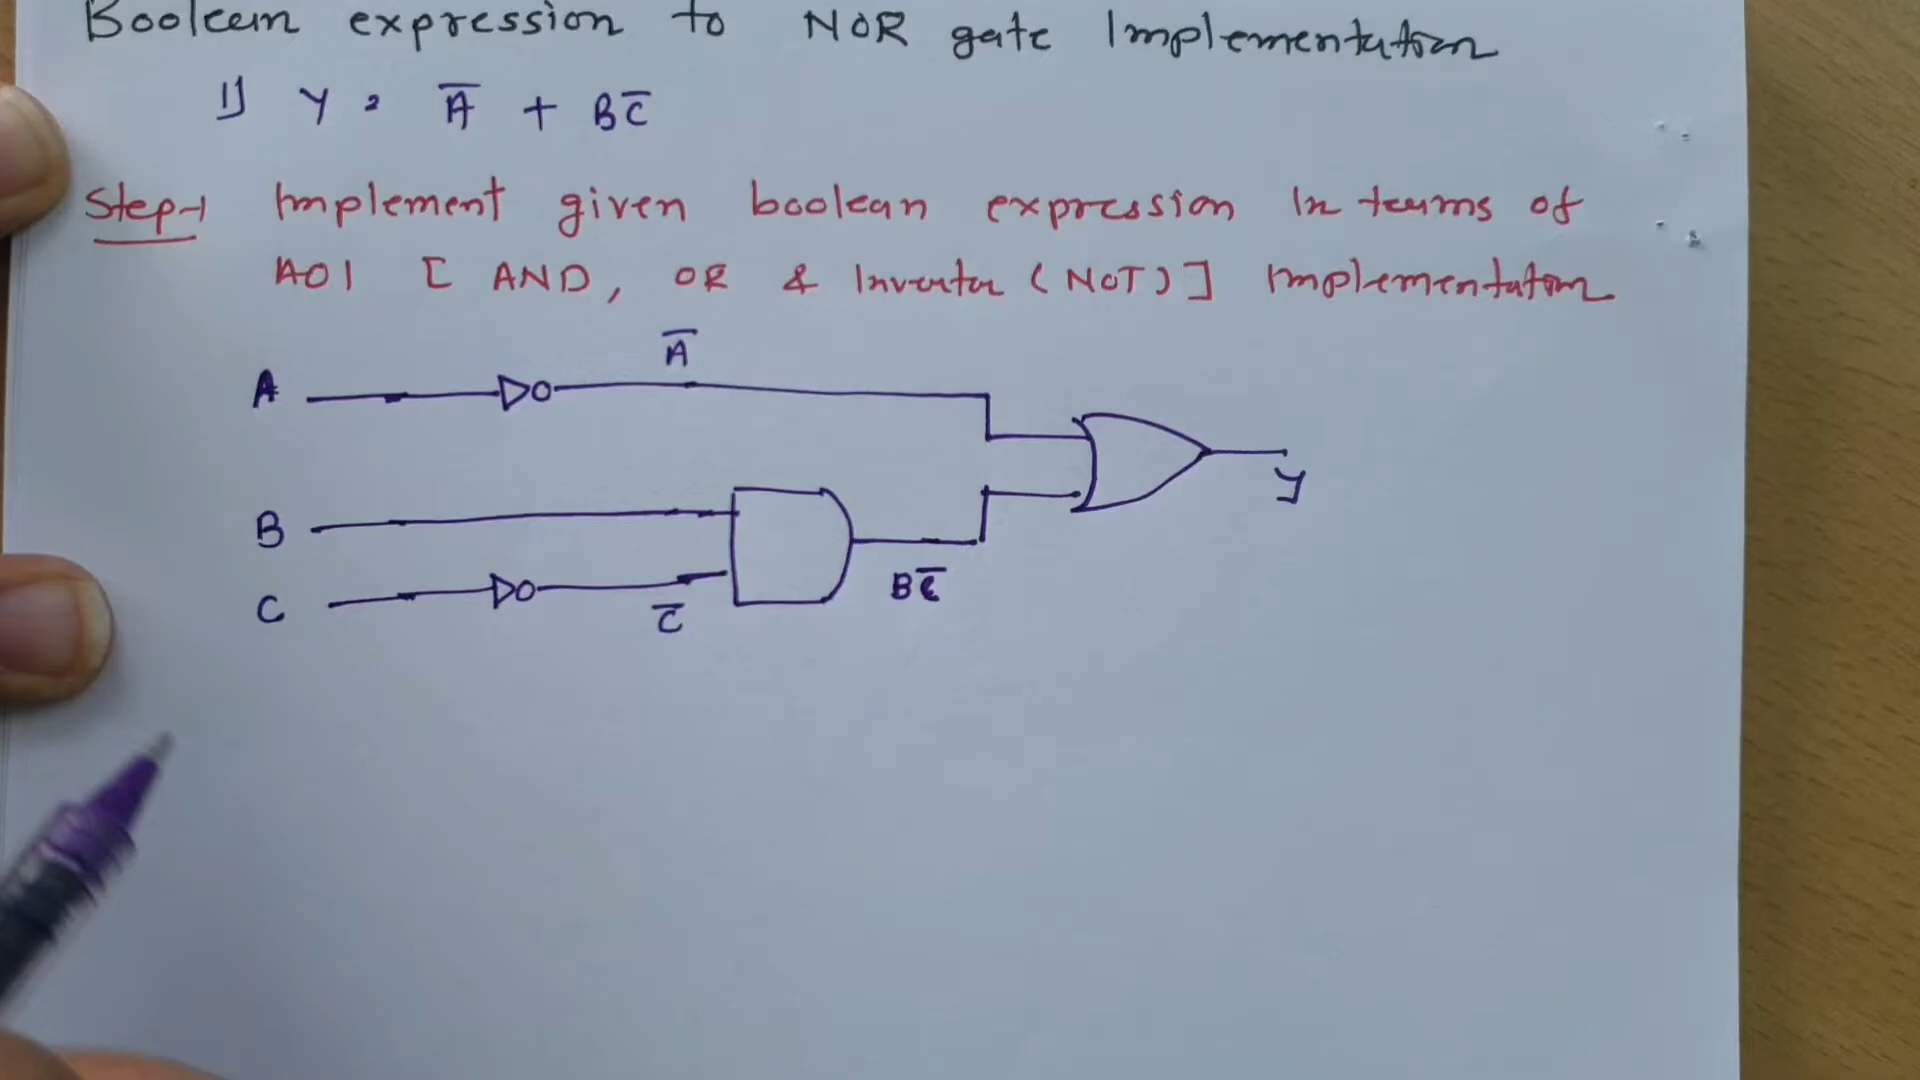 Boolean expression to NOR gate Implementation
1) Y = A̅ + BC̅
Step-1 Implement given boolean expression In terms of
AOI [ AND, OR & Invertor (NOT) ] Implementation
A̅
A
Y
B
BC̅
C
C̅